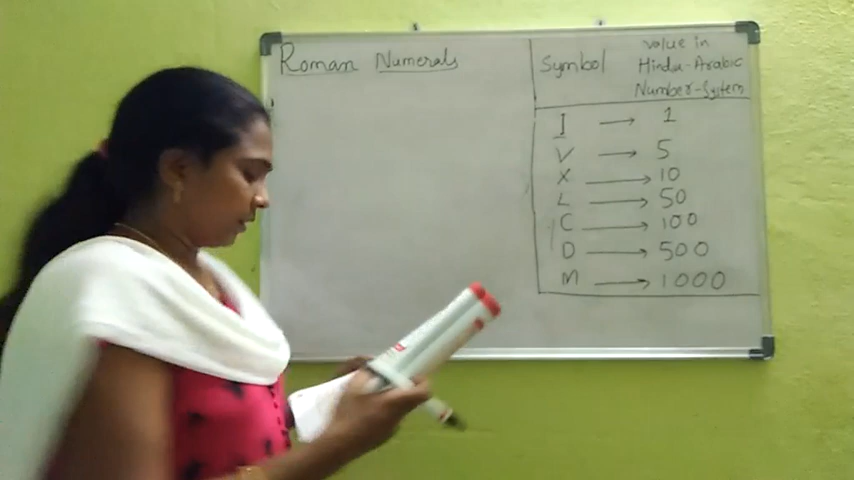 Roman Numerals
Symbol
Value in
Hindu-Arabic
Number-System
I → 1
V → 5
X → 10
L → 50
C → 100
D → 500
M → 1000